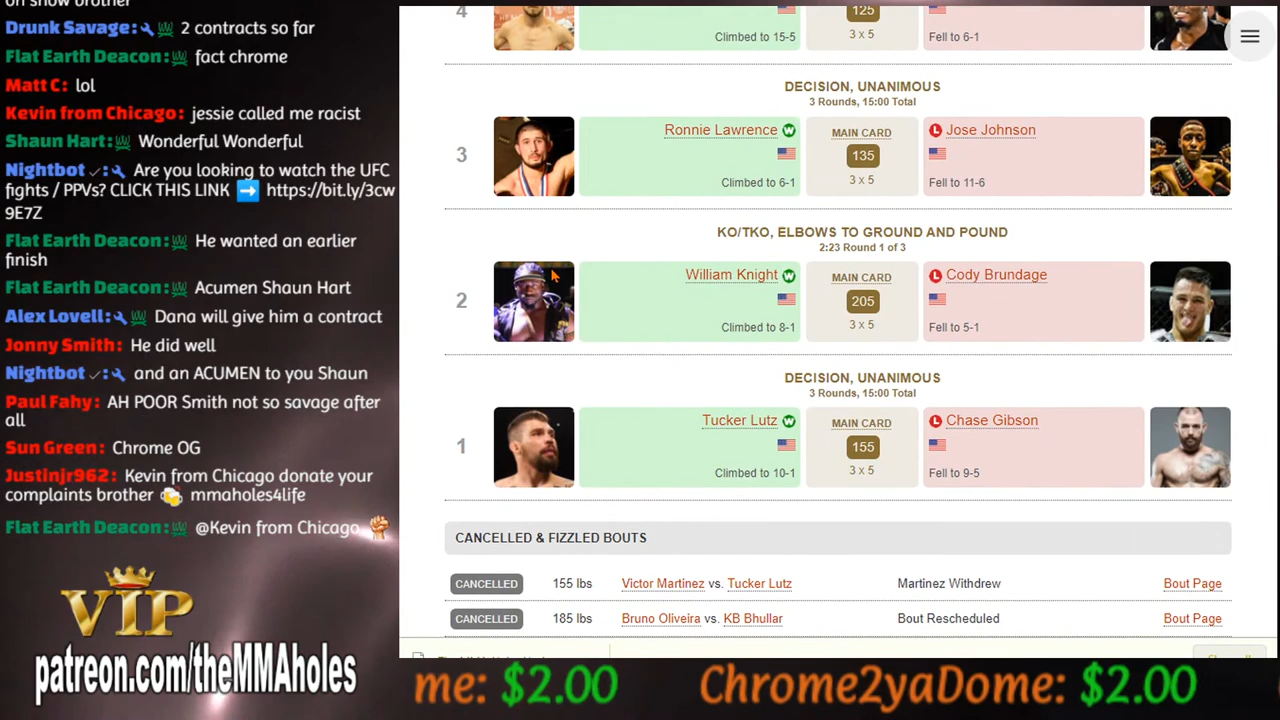 on show brother
Drunk Savage: 2 contracts so far
Flat Earth Deacon: fact chrome
Matt C: lol
Kevin from Chicago: jessie called me racist
Shaun Hart: Wonderful Wonderful
Nightbot ✓: Are you looking to watch the UFC
fights / PPVs? CLICK THIS LINK ➡ https://bit.ly/3cw
9E7Z
Flat Earth Deacon: He wanted an earlier
finish
Flat Earth Deacon: Acumen Shaun Hart
Alex Lovell: Dana will give him a contract
Jonny Smith: He did well
Nightbot ✓: and an ACUMEN to you Shaun
Paul Fahy: AH POOR Smith not so savage after
all
Sun Green: Chrome OG
Justinjr962: Kevin from Chicago donate your
complaints brother 🍻 mmaholes4life
Flat Earth Deacon: @Kevin from Chicago ✊
VIP
patreon.com/theMMAholes
4
125
Climbed to 15-5
3 x 5
Fell to 6-1
DECISION, UNANIMOUS
3 Rounds, 15:00 Total
3
Ronnie Lawrence W
MAIN CARD
L Jose Johnson
135
Climbed to 6-1
3 x 5
Fell to 11-6
KO/TKO, ELBOWS TO GROUND AND POUND
2:23 Round 1 of 3
2
William Knight W
MAIN CARD
L Cody Brundage
205
Climbed to 8-1
3 x 5
Fell to 5-1
DECISION, UNANIMOUS
3 Rounds, 15:00 Total
1
Tucker Lutz W
MAIN CARD
L Chase Gibson
155
Climbed to 10-1
3 x 5
Fell to 9-5
CANCELLED & FIZZLED BOUTS
CANCELLED 155 lbs Victor Martinez vs. Tucker Lutz Martinez Withdrew Bout Page
CANCELLED 185 lbs Bruno Oliveira vs. KB Bhullar Bout Rescheduled Bout Page
me: $2.00 Chrome2yaDome: $2.00